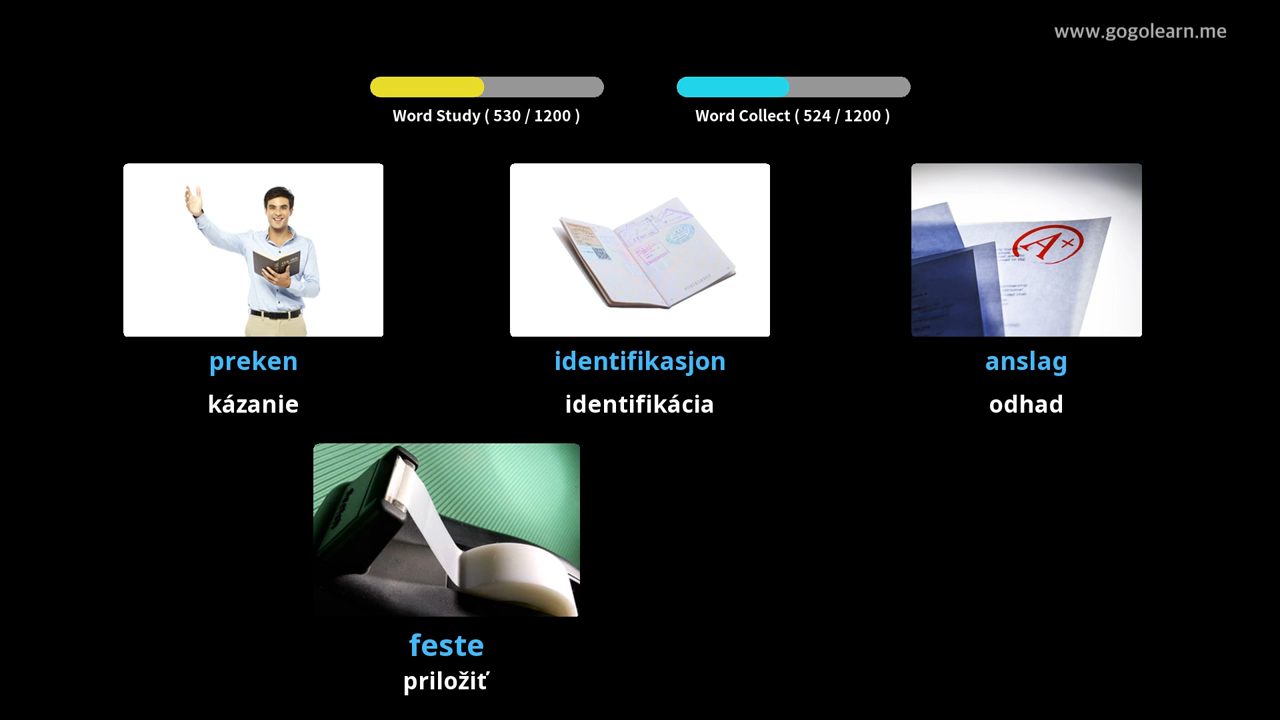 www.gogolearn.me
Word Study ( 530 / 1200 )
Word Collect ( 524 / 1200 )
preken
identifikasjon
anslag
kázanie
identifikácia
odhad
A+
feste
priložiť